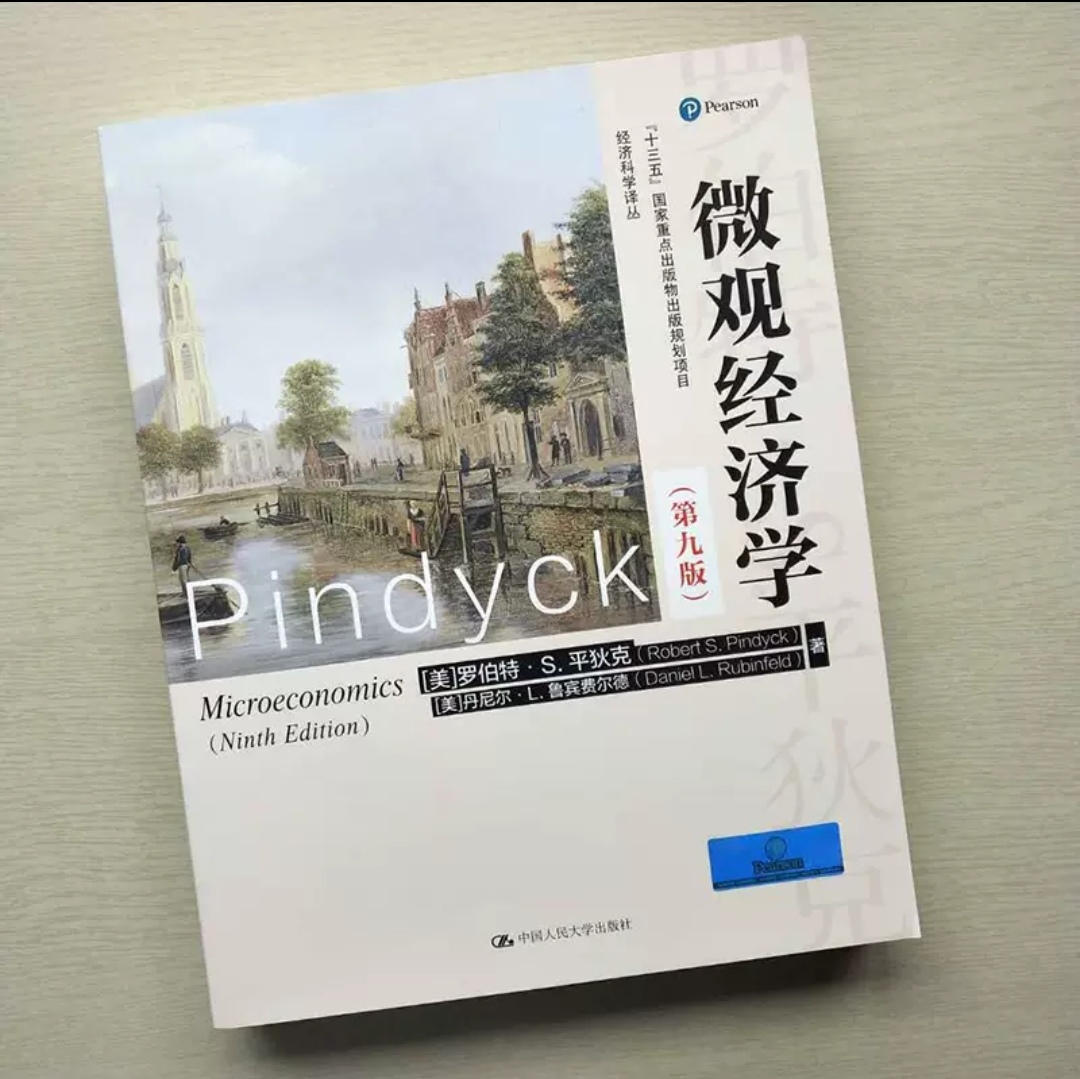 Pearson
『十三五』国家重点出版物出版规划项目
经济科学译丛
微观经济学
（第九版）
Pindyck
Microeconomics
(Ninth Edition)
[美]罗伯特·S. 平狄克（Robert S. Pindyck）
[美]丹尼尔·L. 鲁宾费尔德（Daniel L. Rubinfeld）
著
Pearson
中国人民大学出版社